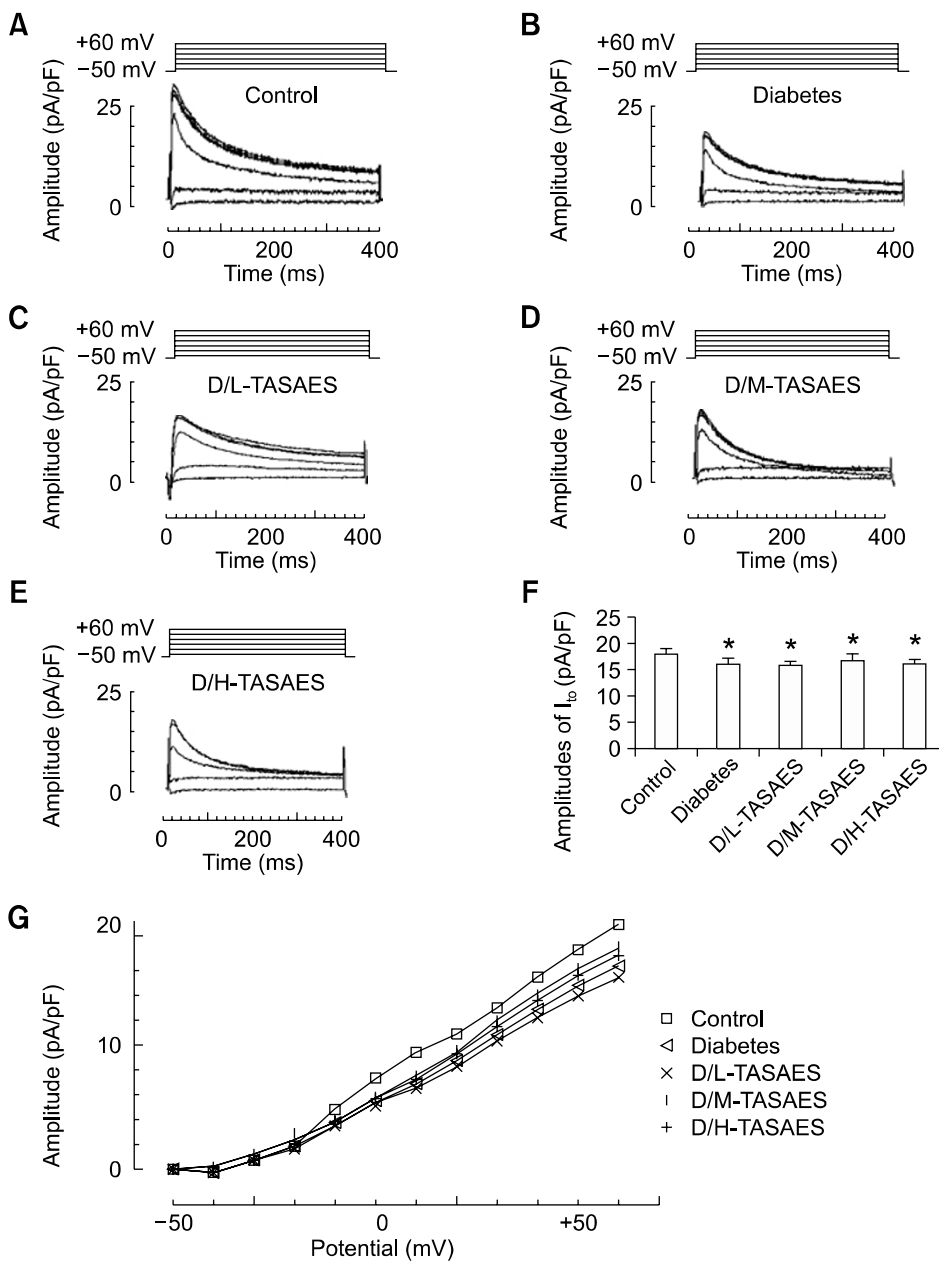 A
+60 mV
−50 mV
Control
Amplitude (pA/pF)
25
0
0 200 400
Time (ms)
B
+60 mV
−50 mV
Diabetes
Amplitude (pA/pF)
25
0
0 200 400
Time (ms)
C
+60 mV
−50 mV
D/L-TASAES
Amplitude (pA/pF)
25
0
0 200 400
Time (ms)
D
+60 mV
−50 mV
D/M-TASAES
Amplitude (pA/pF)
25
0
0 200 400
Time (ms)
E
+60 mV
−50 mV
D/H-TASAES
Amplitude (pA/pF)
25
0
0 200 400
Time (ms)
F
Amplitudes of Ito (pA/pF)
25
20
15
10
5
0
* * * *
Control
Diabetes
D/L-TASAES
D/M-TASAES
D/H-TASAES
G
Amplitude (pA/pF)
20
10
0
−50 0 +50
Potential (mV)
Control
Diabetes
D/L-TASAES
D/M-TASAES
D/H-TASAES